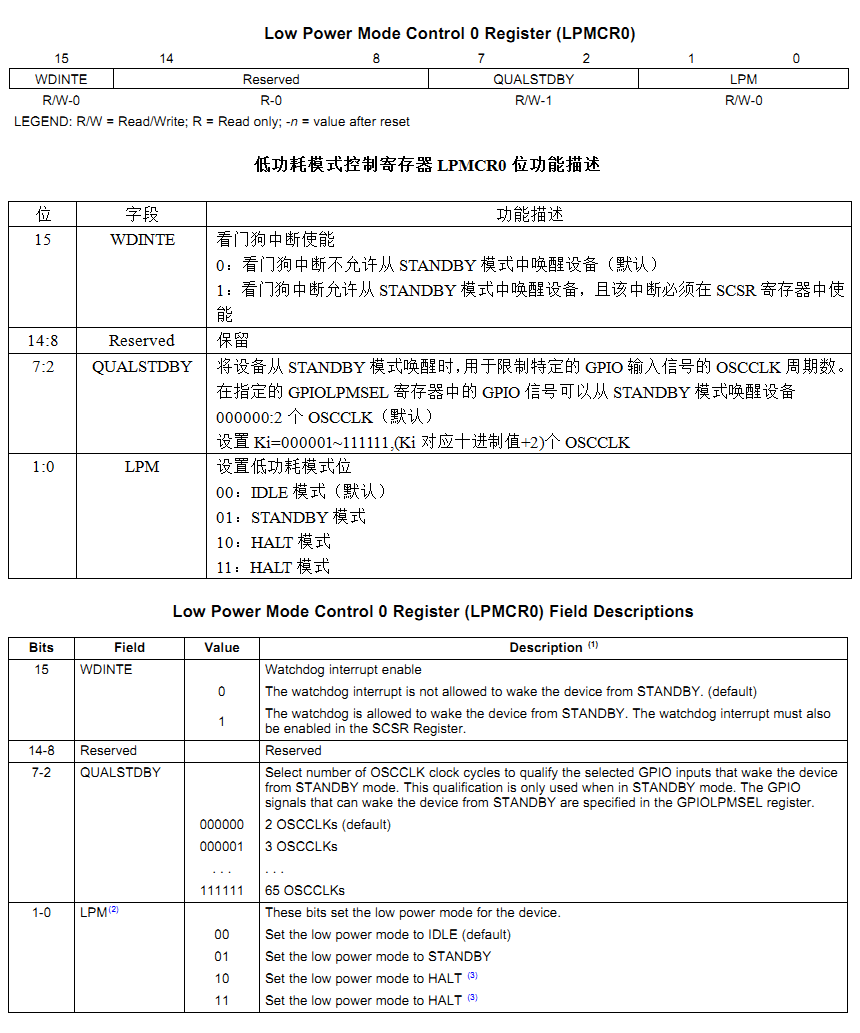 Low Power Mode Control 0 Register (LPMCR0)
15 14 8 7 2 1 0
WDINTE Reserved QUALSTDBY LPM
R/W-0 R-0 R/W-1 R/W-0
LEGEND: R/W = Read/Write; R = Read only; -n = value after reset
低功耗模式控制寄存器 LPMCR0 位功能描述
位 字段 功能描述
15 WDINTE 看门狗中断使能
0：看门狗中断不允许从 STANDBY 模式中唤醒设备（默认）
1：看门狗中断允许从 STANDBY 模式中唤醒设备，且该中断必须在 SCSR 寄存器中使
能
14:8 Reserved 保留
7:2 QUALSTDBY 将设备从 STANDBY 模式唤醒时，用于限制特定的 GPIO 输入信号的 OSCCLK 周期数。
在指定的 GPIOLPMSEL 寄存器中的 GPIO 信号可以从 STANDBY 模式唤醒设备
000000:2 个 OSCCLK（默认）
设置 Ki=000001~111111,(Ki 对应十进制值+2)个 OSCCLK
1:0 LPM 设置低功耗模式位
00：IDLE 模式（默认）
01：STANDBY 模式
10：HALT 模式
11：HALT 模式
Low Power Mode Control 0 Register (LPMCR0) Field Descriptions
Bits Field Value Description (1)
15 WDINTE Watchdog interrupt enable
0 The watchdog interrupt is not allowed to wake the device from STANDBY. (default)
1 The watchdog is allowed to wake the device from STANDBY. The watchdog interrupt must also
be enabled in the SCSR Register.
14-8 Reserved Reserved
7-2 QUALSTDBY Select number of OSCCLK clock cycles to qualify the selected GPIO inputs that wake the device
from STANDBY mode. This qualification is only used when in STANDBY mode. The GPIO
signals that can wake the device from STANDBY are specified in the GPIOLPMSEL register.
000000 2 OSCCLKs (default)
000001 3 OSCCLKs
. . . . . .
111111 65 OSCCLKs
1-0 LPM(2) These bits set the low power mode for the device.
00 Set the low power mode to IDLE (default)
01 Set the low power mode to STANDBY
10 Set the low power mode to HALT (3)
11 Set the low power mode to HALT (3)